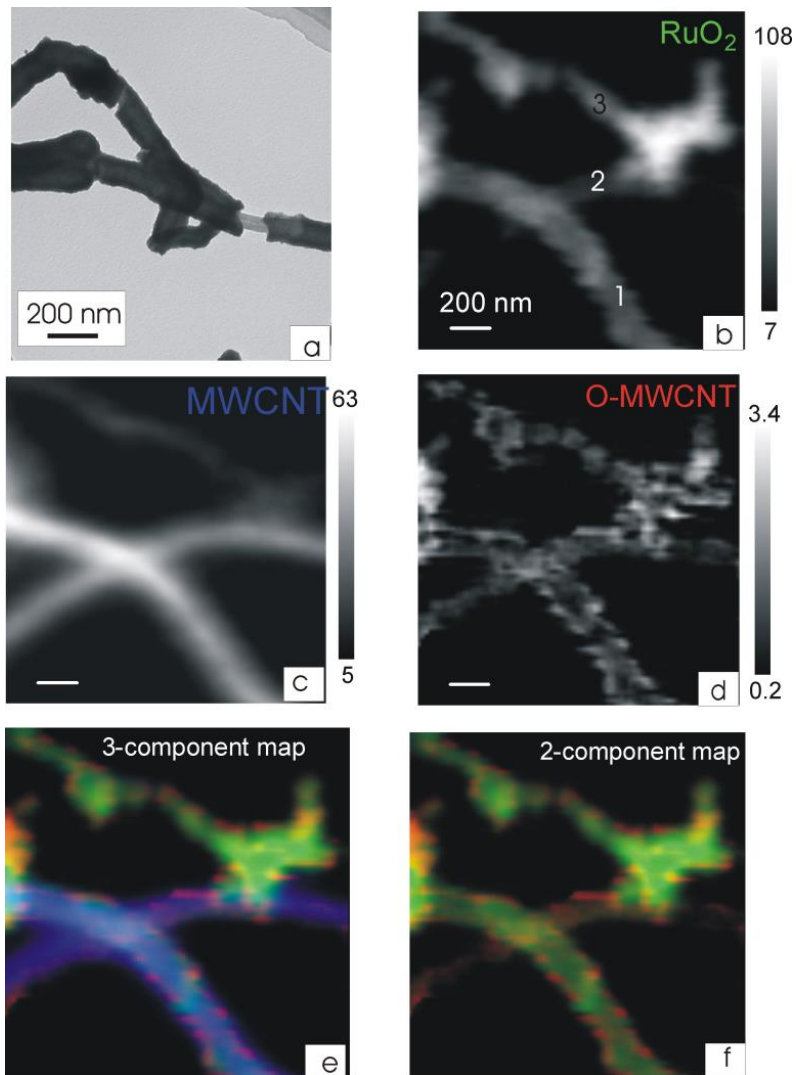 200 nm
a
RuO2
108
3
2
1
200 nm
b
7
MWCNT
63
c
5
O-MWCNT
3.4
d
0.2
3-component map
e
2-component map
f